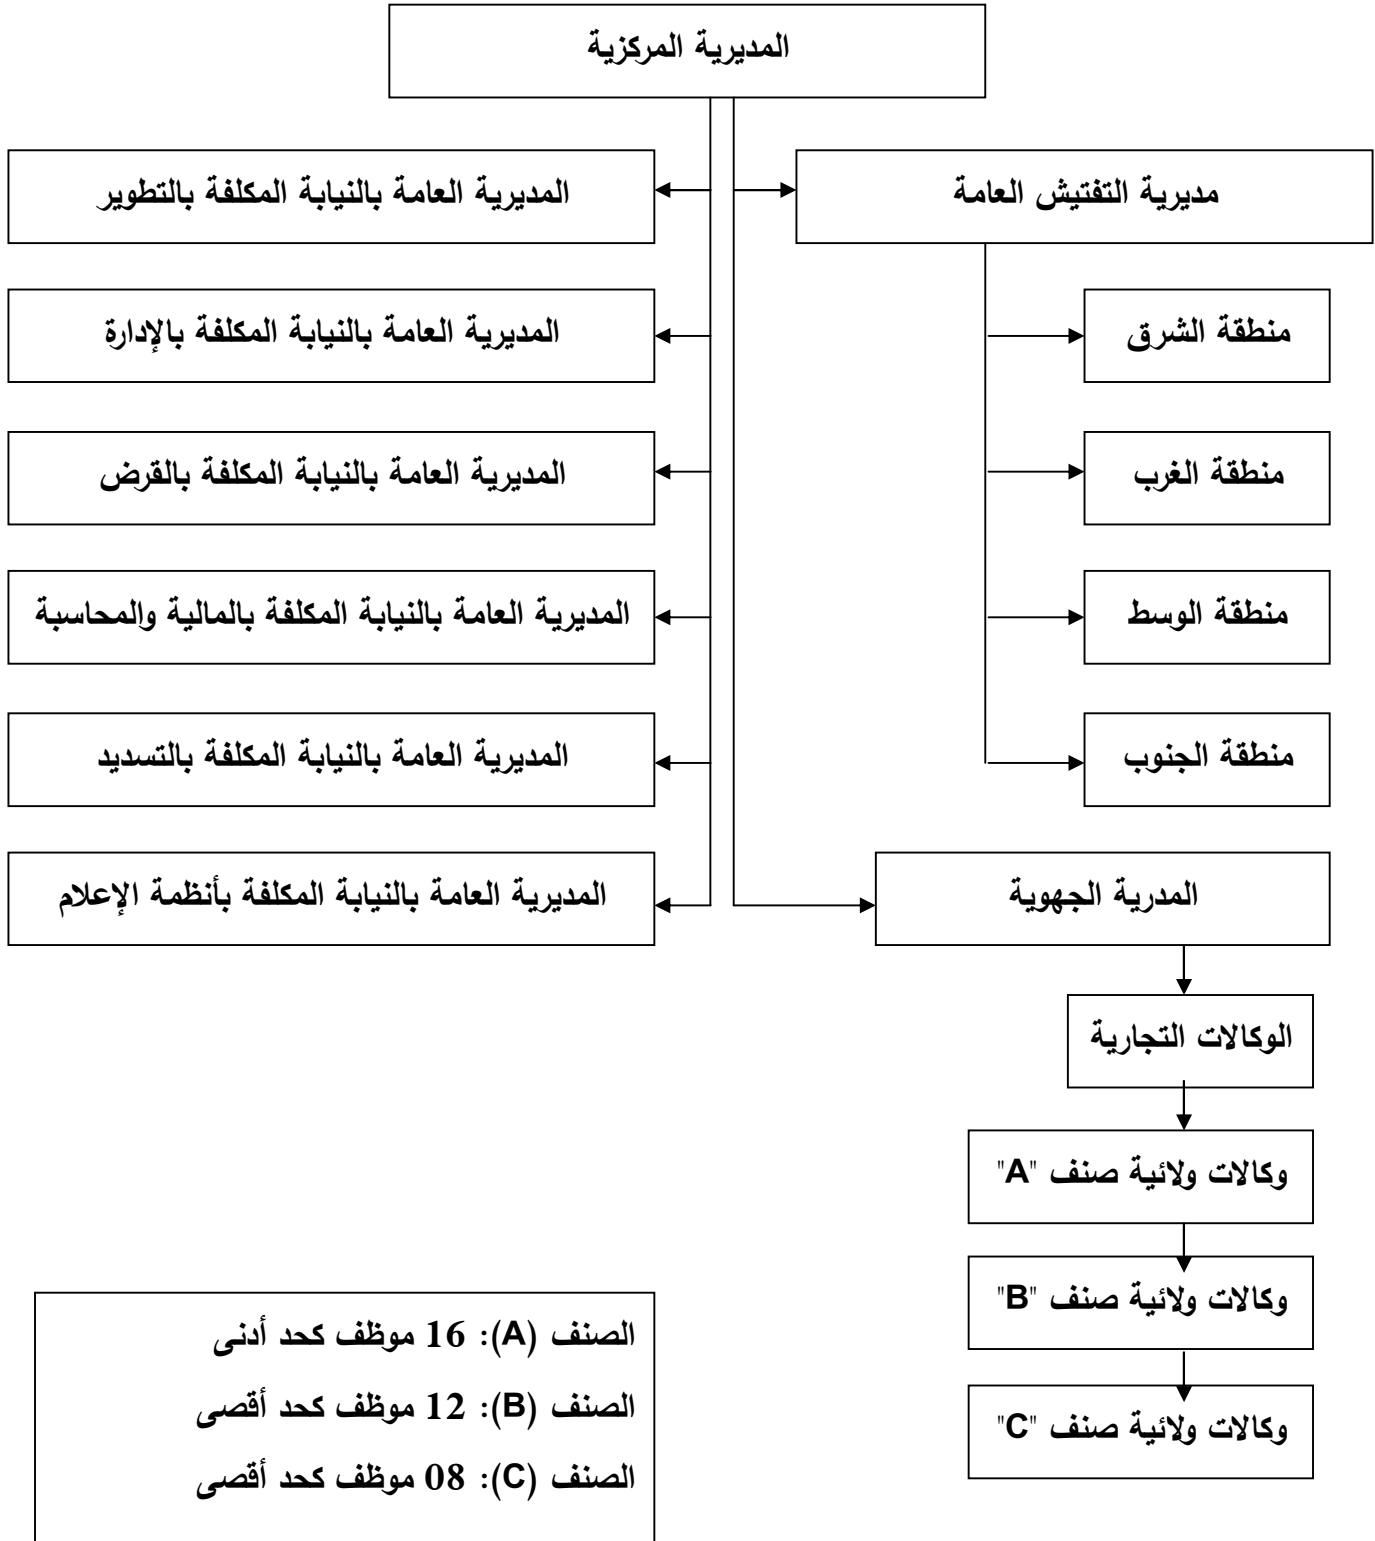 المديرية المركزية
مديرية التفتيش العامة
المديرية العامة بالنيابة المكلفة بالتطوير
منطقة الشرق
المديرية العامة بالنيابة المكلفة بالإدارة
منطقة الغرب
المديرية العامة بالنيابة المكلفة بالقرض
منطقة الوسط
المديرية العامة بالنيابة المكلفة بالمالية والمحاسبة
منطقة الجنوب
المديرية العامة بالنيابة المكلفة بالتسديد
المدرية الجهوية
المديرية العامة بالنيابة المكلفة بأنظمة الإعلام
الوكالات التجارية
وكالات ولائية صنف "A"
وكالات ولائية صنف "B"
وكالات ولائية صنف "C"
الصنف (A): 16 موظف كحد أدنى
الصنف (B): 12 موظف كحد أقصى
الصنف (C): 08 موظف كحد أقصى